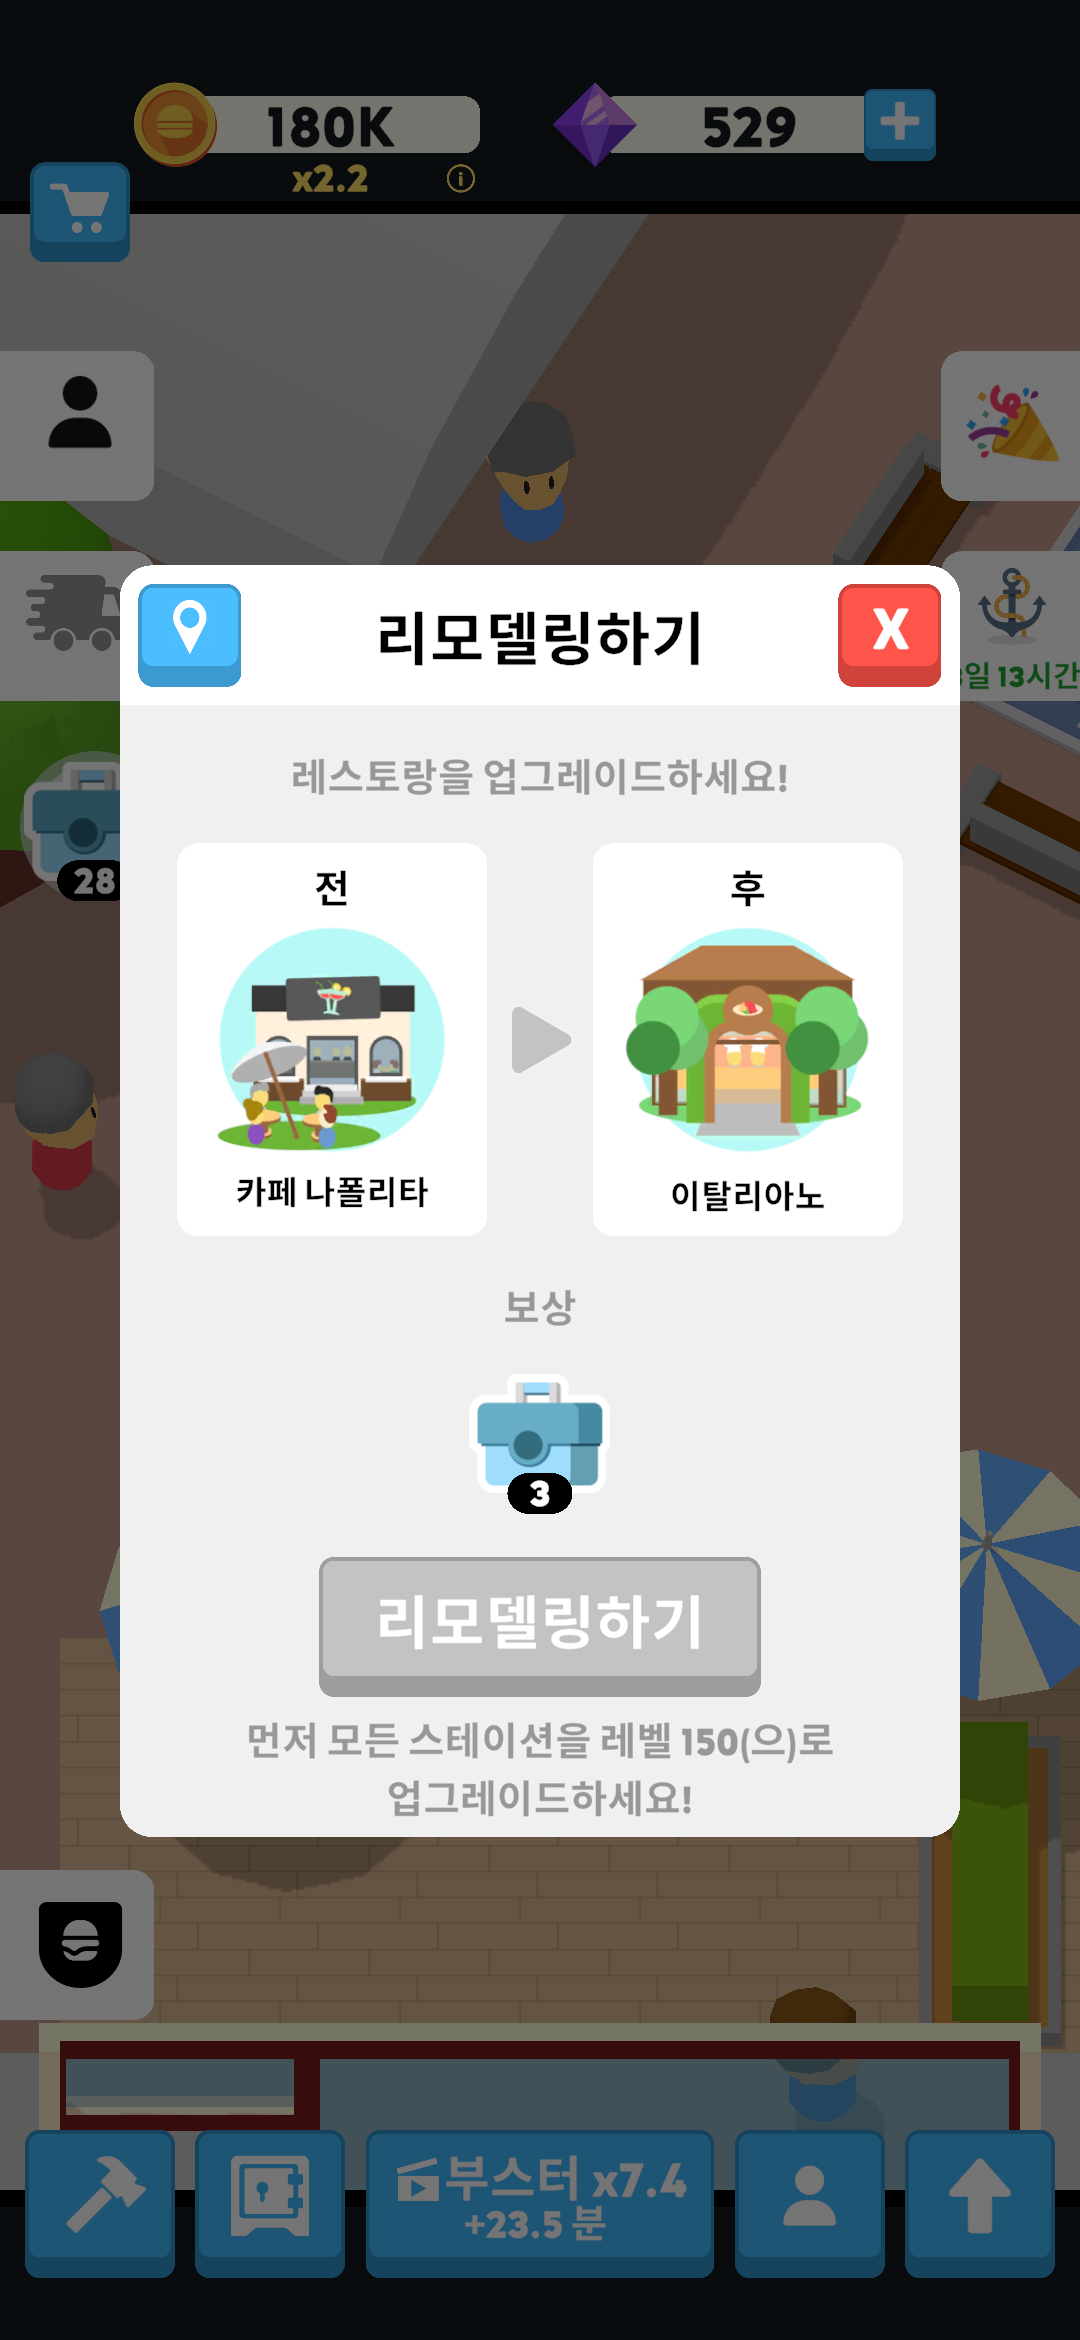 180K
529
x2.2
리모델링하기
X
일 13시간
레스토랑을 업그레이드하세요!
28
전
후
카페 나폴리타
이탈리아노
보상
3
리모델링하기
먼저 모든 스테이션을 레벨 150(으)로
업그레이드하세요!
부스터 x7.4
+23.5 분